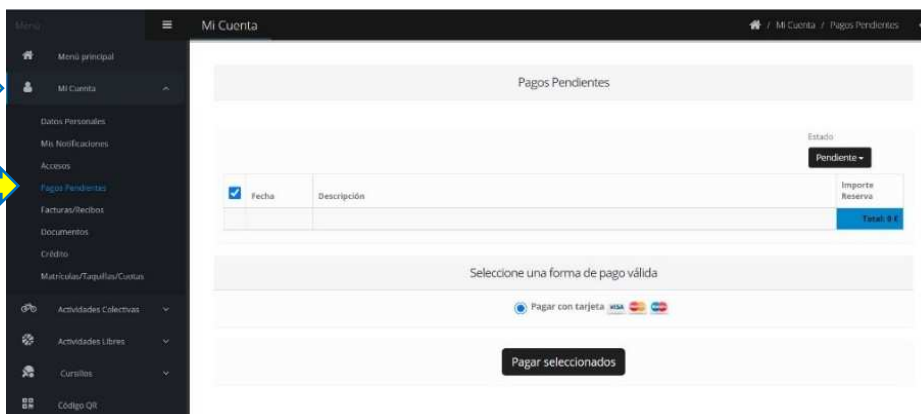 Menú
Mi Cuenta
Mi Cuenta / Pagos Pendientes
Menú principal
Mi Cuenta
Datos Personales
Mis Notificaciones
Accesos
Pagos Pendientes
Facturas/Recibos
Documentos
Crédito
Matrículas/Taquillas/Cuotas
Actividades Colectivas
Actividades Libres
Cursillos
Código QR
Pagos Pendientes
Estado
Pendiente
Fecha Descripción Importe
Reserva
Total: 0 €
Seleccione una forma de pago válida
Pagar con tarjeta VISA
Pagar seleccionados